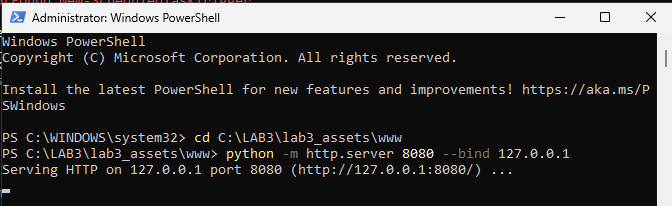 Administrator: Windows PowerShell
Windows PowerShell
Copyright (C) Microsoft Corporation. All rights reserved.
Install the latest PowerShell for new features and improvements! https://aka.ms/P
SWindows
PS C:\WINDOWS\system32> cd C:\LAB3\lab3_assets\www
PS C:\LAB3\lab3_assets\www> python -m http.server 8080 --bind 127.0.0.1
Serving HTTP on 127.0.0.1 port 8080 (http://127.0.0.1:8080/) ...